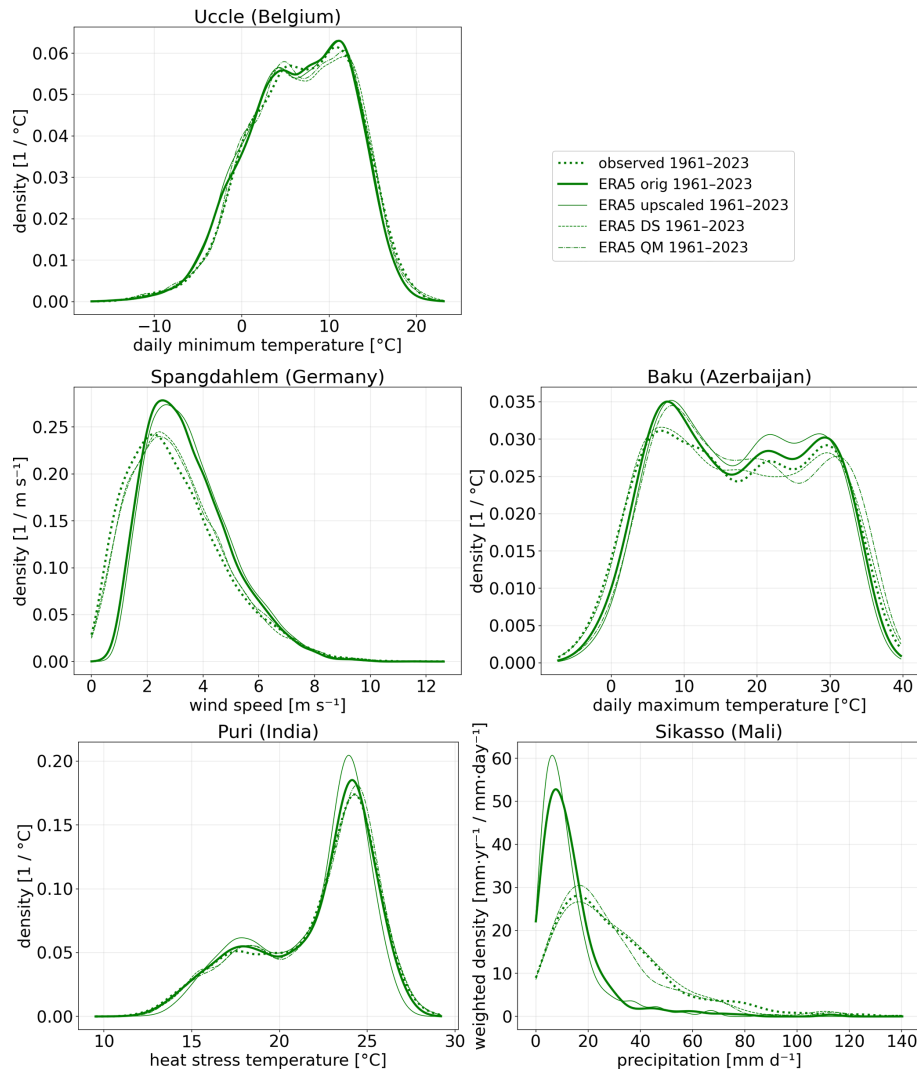 Uccle (Belgium)
density [1 / °C]
0.06
0.05
0.04
0.03
0.02
0.01
0.00
−10 0 10 20
daily minimum temperature [°C]
observed 1961–2023
ERA5 orig 1961–2023
ERA5 upscaled 1961–2023
ERA5 DS 1961–2023
ERA5 QM 1961–2023
Spangdahlem (Germany)
density [1 / m s⁻¹]
0.25
0.20
0.15
0.10
0.05
0.00
0 2 4 6 8 10 12
wind speed [m s⁻¹]
Baku (Azerbaijan)
density [1 / °C]
0.035
0.030
0.025
0.020
0.015
0.010
0.005
0.000
0 10 20 30 40
daily maximum temperature [°C]
Puri (India)
density [1 / °C]
0.20
0.15
0.10
0.05
0.00
10 15 20 25 30
heat stress temperature [°C]
Sikasso (Mali)
weighted density [mm·yr⁻¹ / mm·day⁻¹]
60
50
40
30
20
10
0
0 20 40 60 80 100 120 140
precipitation [mm d⁻¹]